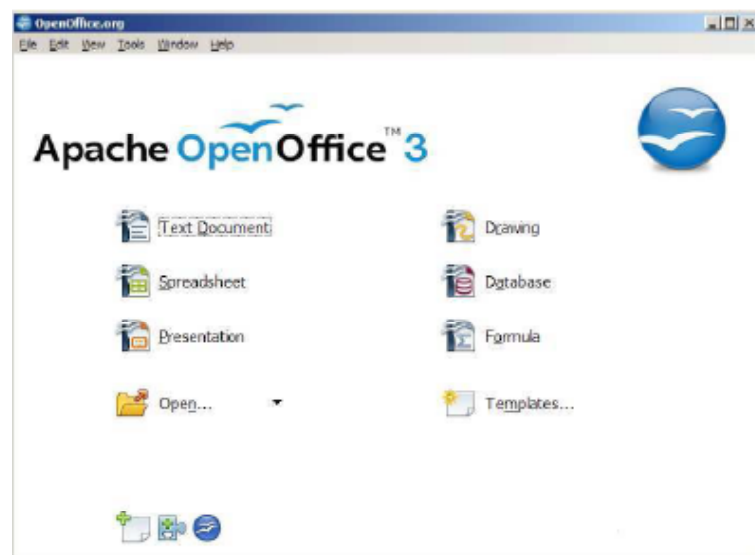 OpenOffice.org
File Edit View Tools Window Help
Apache OpenOffice™ 3
Text Document
Drawing
Spreadsheet
Database
Presentation
Formula
Open...
Templates...